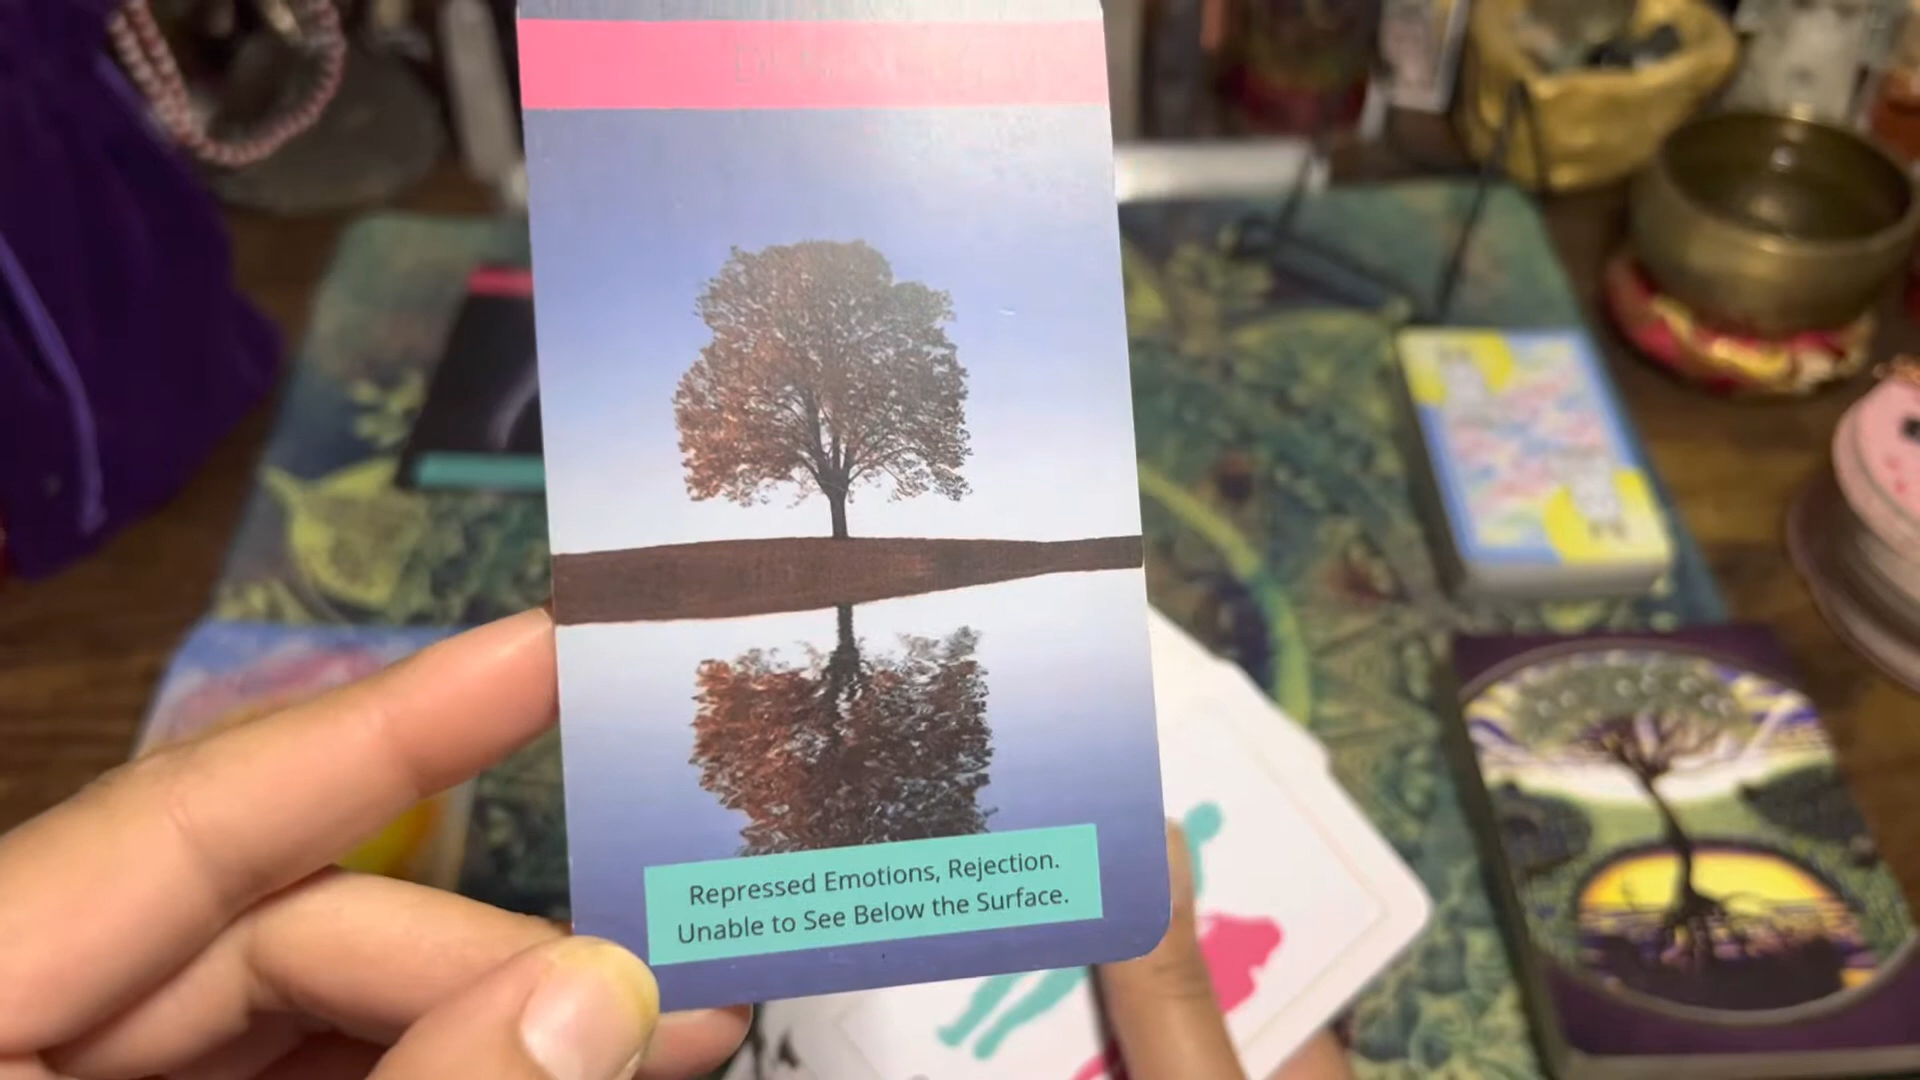 Repressed Emotions, Rejection.
Unable to See Below the Surface.